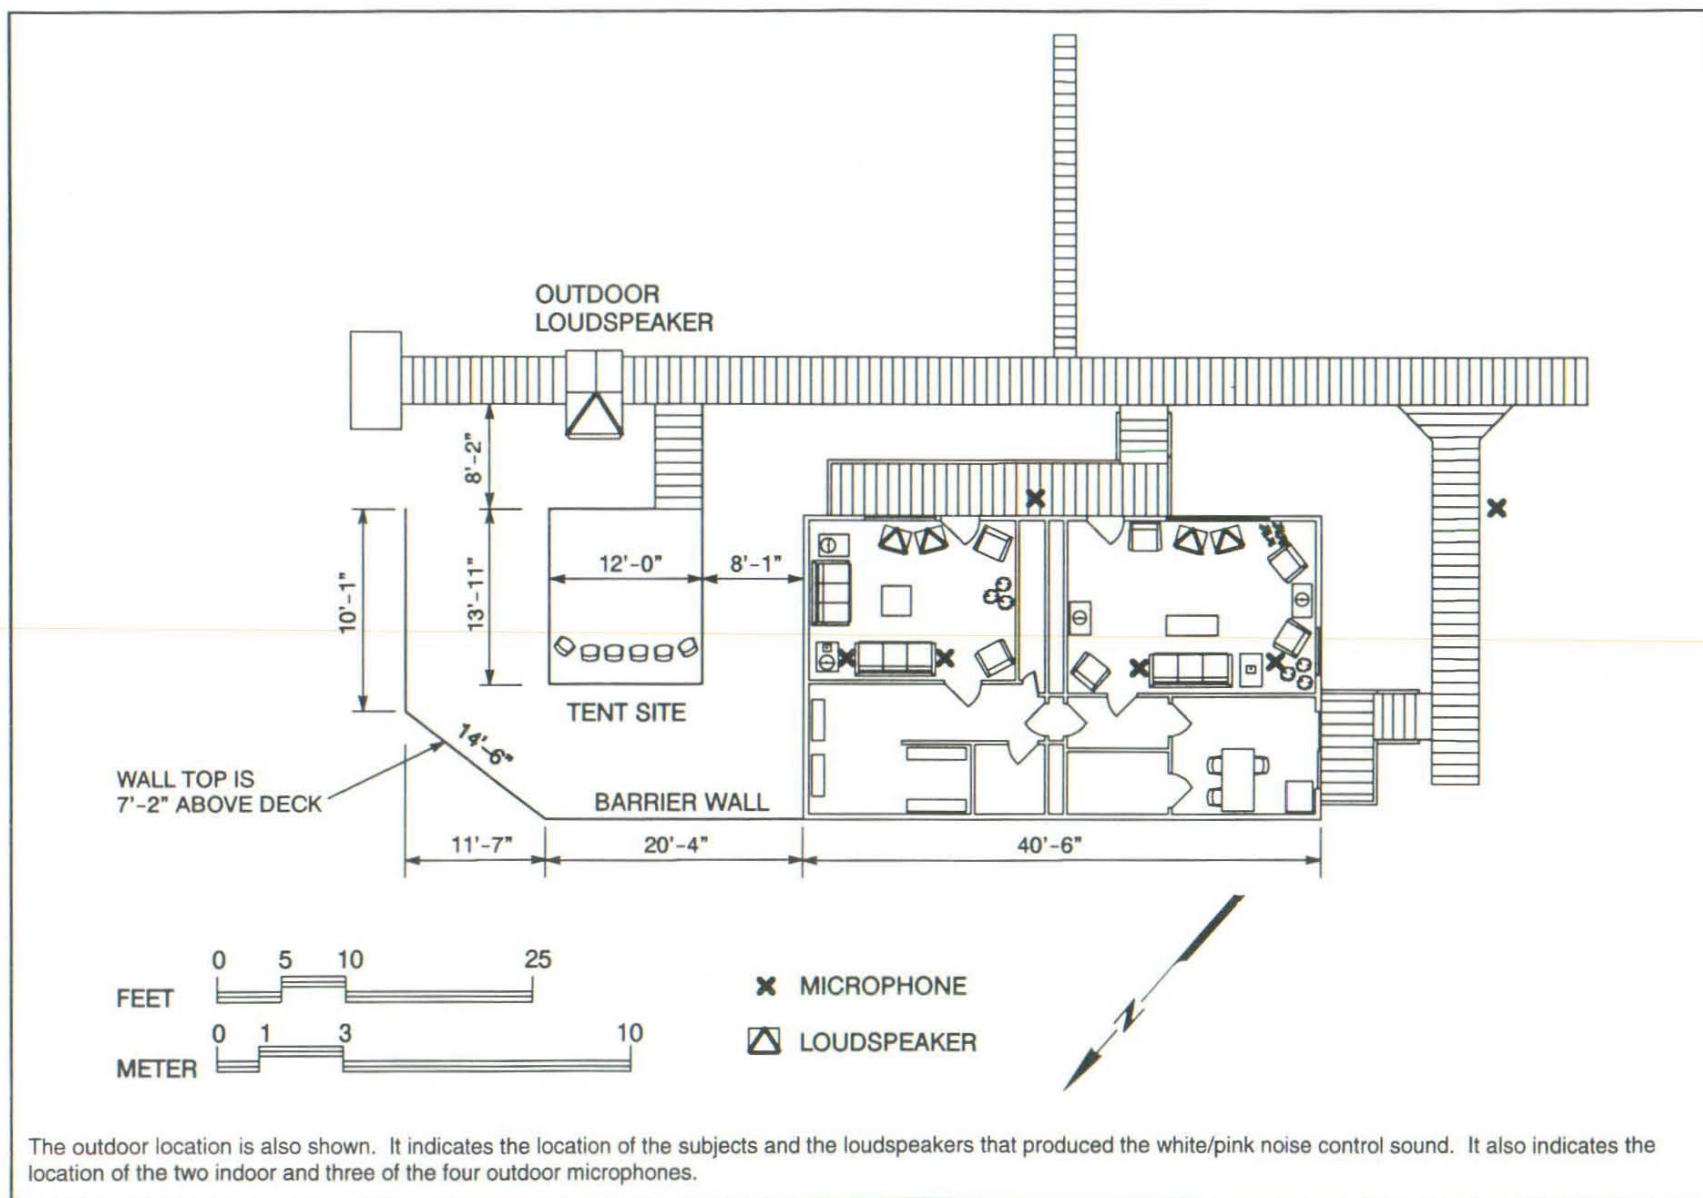 OUTDOOR
LOUDSPEAKER
8'-2"
10'-1"
13'-11"
12'-0"
8'-1"
TENT SITE
14'-6"
WALL TOP IS
7'-2" ABOVE DECK
BARRIER WALL
11'-7"
20'-4"
40'-6"
0 5 10 25
FEET
0 1 3 10
METER
MICROPHONE
LOUDSPEAKER
N
The outdoor location is also shown. It indicates the location of the subjects and the loudspeakers that produced the white/pink noise control sound. It also indicates the
location of the two indoor and three of the four outdoor microphones.